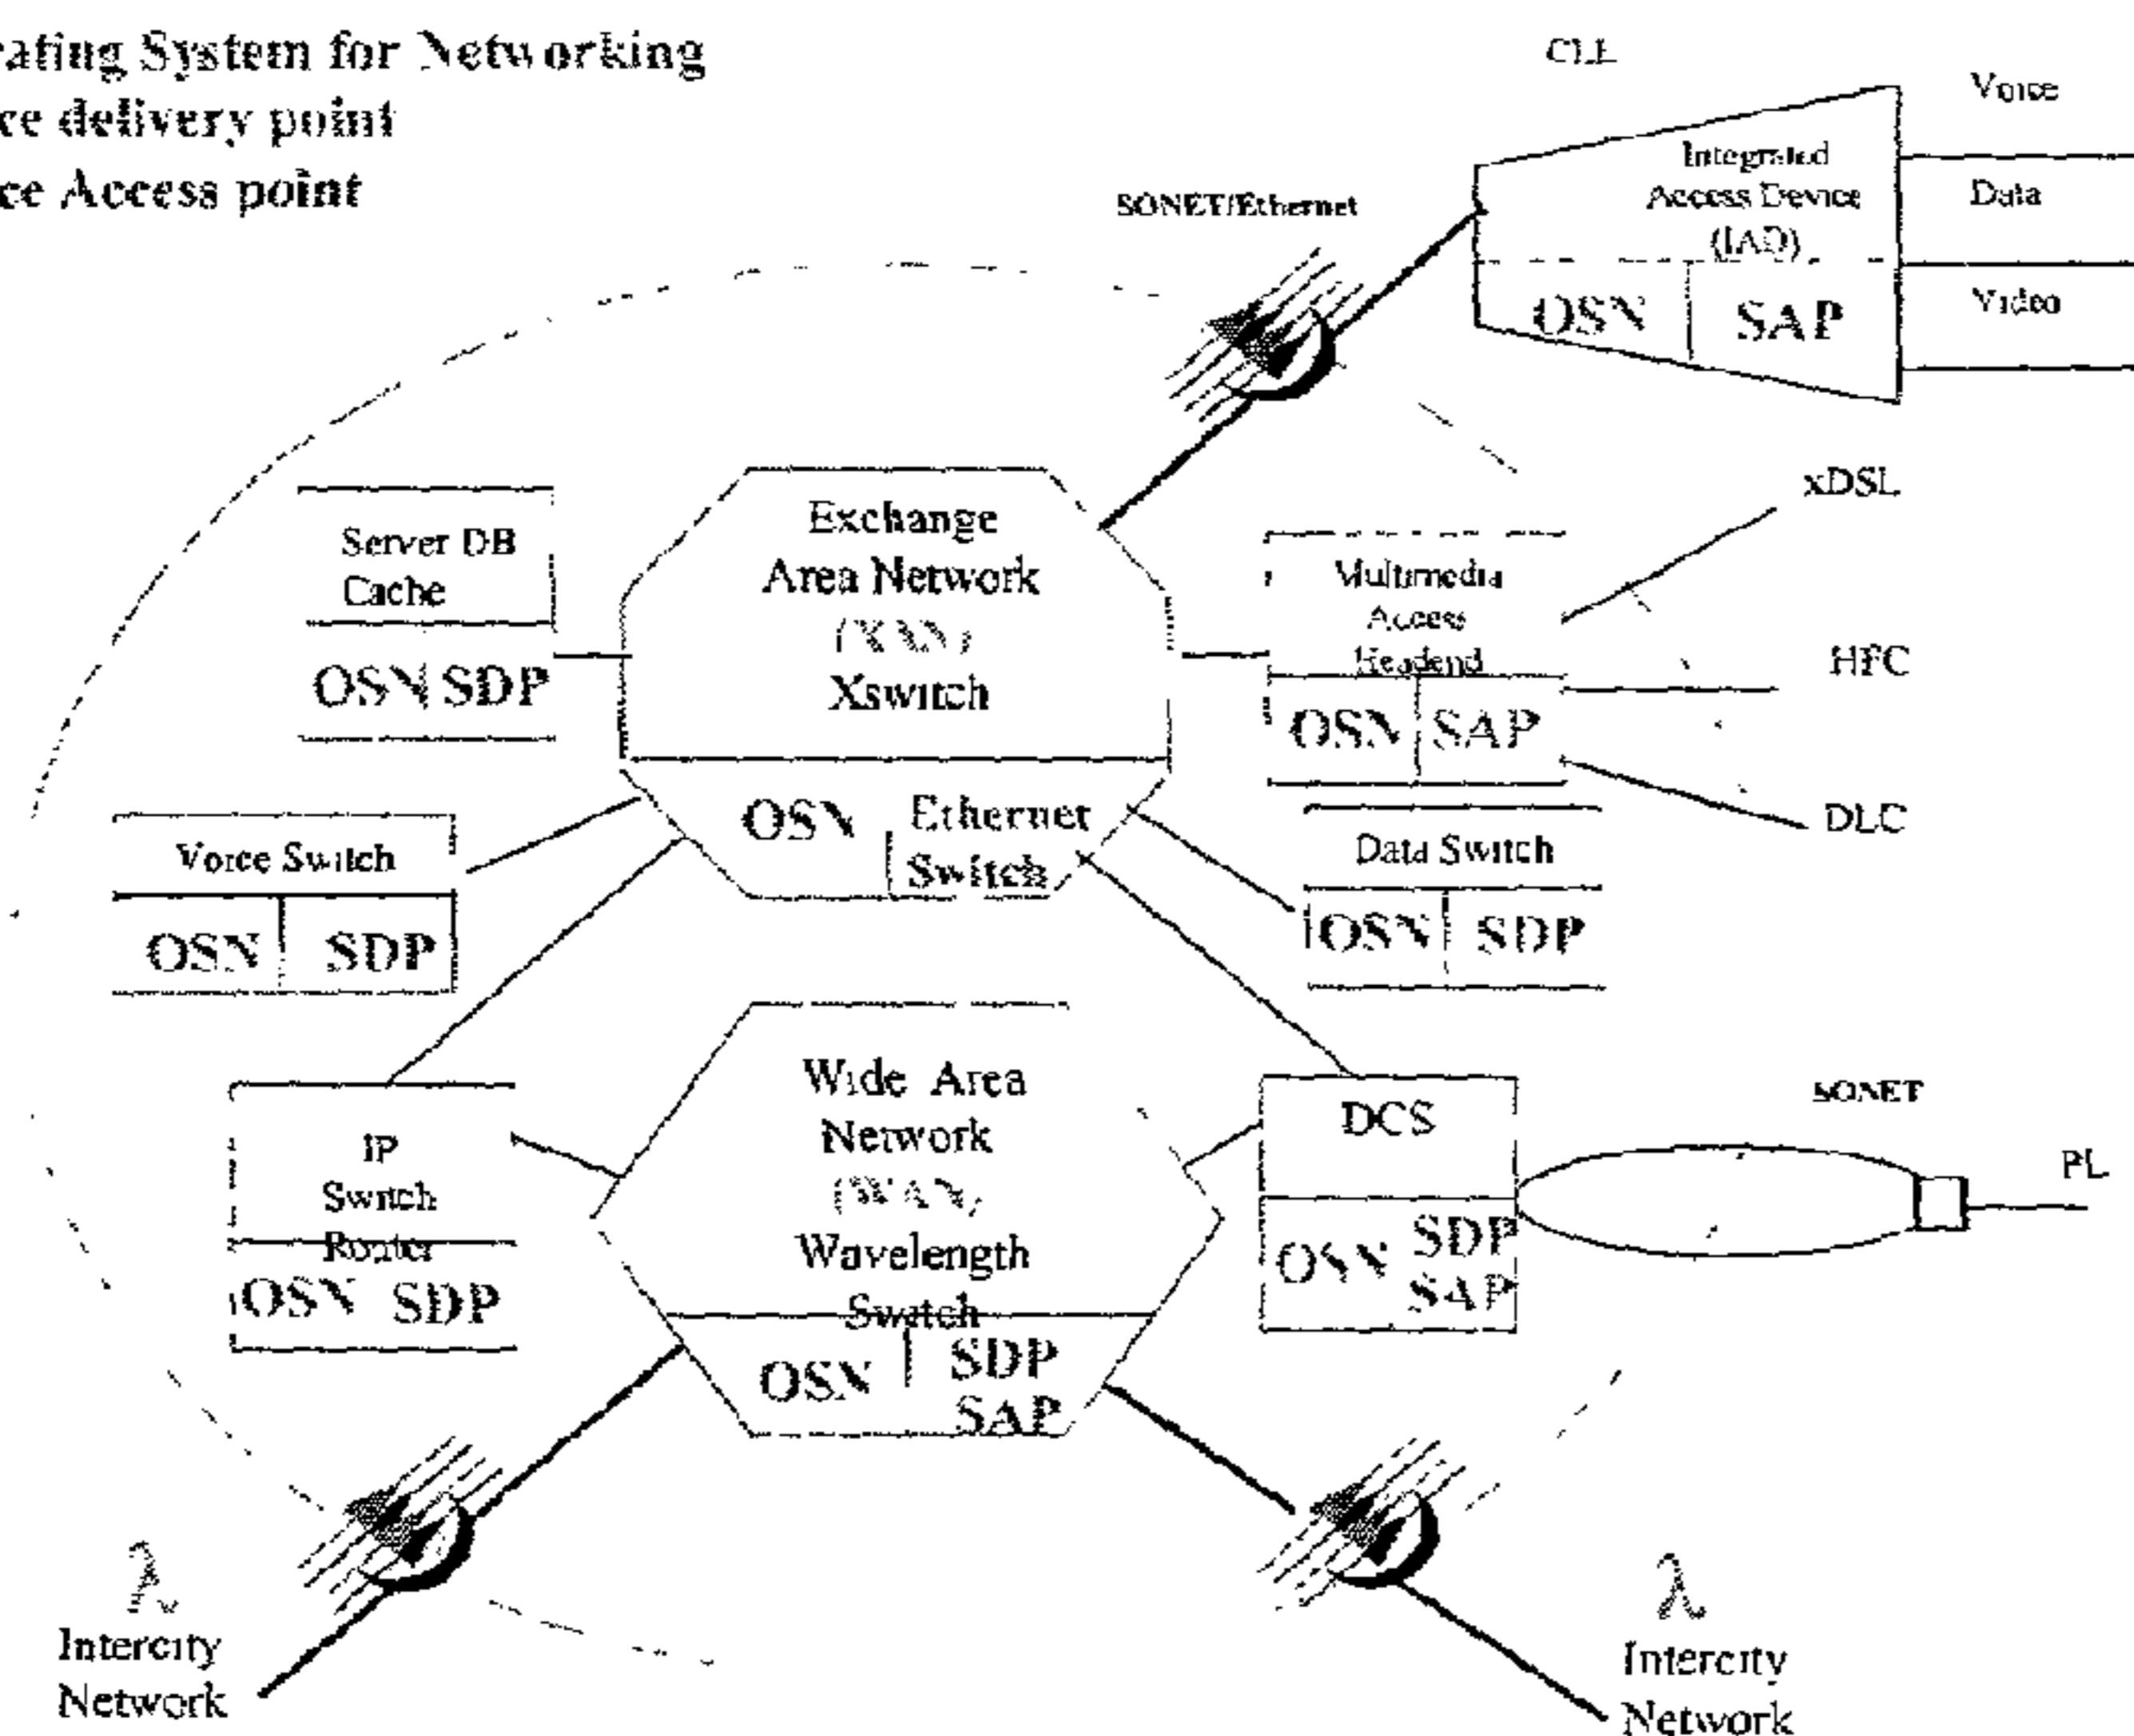 ating System for Networking
ce delivery point
ce Access point
SONET/Ethernet
Integrated
Access Device
(IAD)
OSN SAP
Voice
Data
Video
Server DB
Cache
OSN SDP
Exchange
Area Network
(XAN)
Xswitch
OSN Ethernet
Switch
Multimedia
Access
Headend
OSN SAP
xDSL
HFC
DLC
Voice Switch
OSN SDP
Data Switch
OSN SDP
IP
Switch
Router
OSN SDP
Wide Area
Network
(WAN)
Wavelength
Switch
OSN SDP
SAP
DCS
OSN SDP
SAP
SONET
PL
λ
Intercity
Network
λ
Intercity
Network